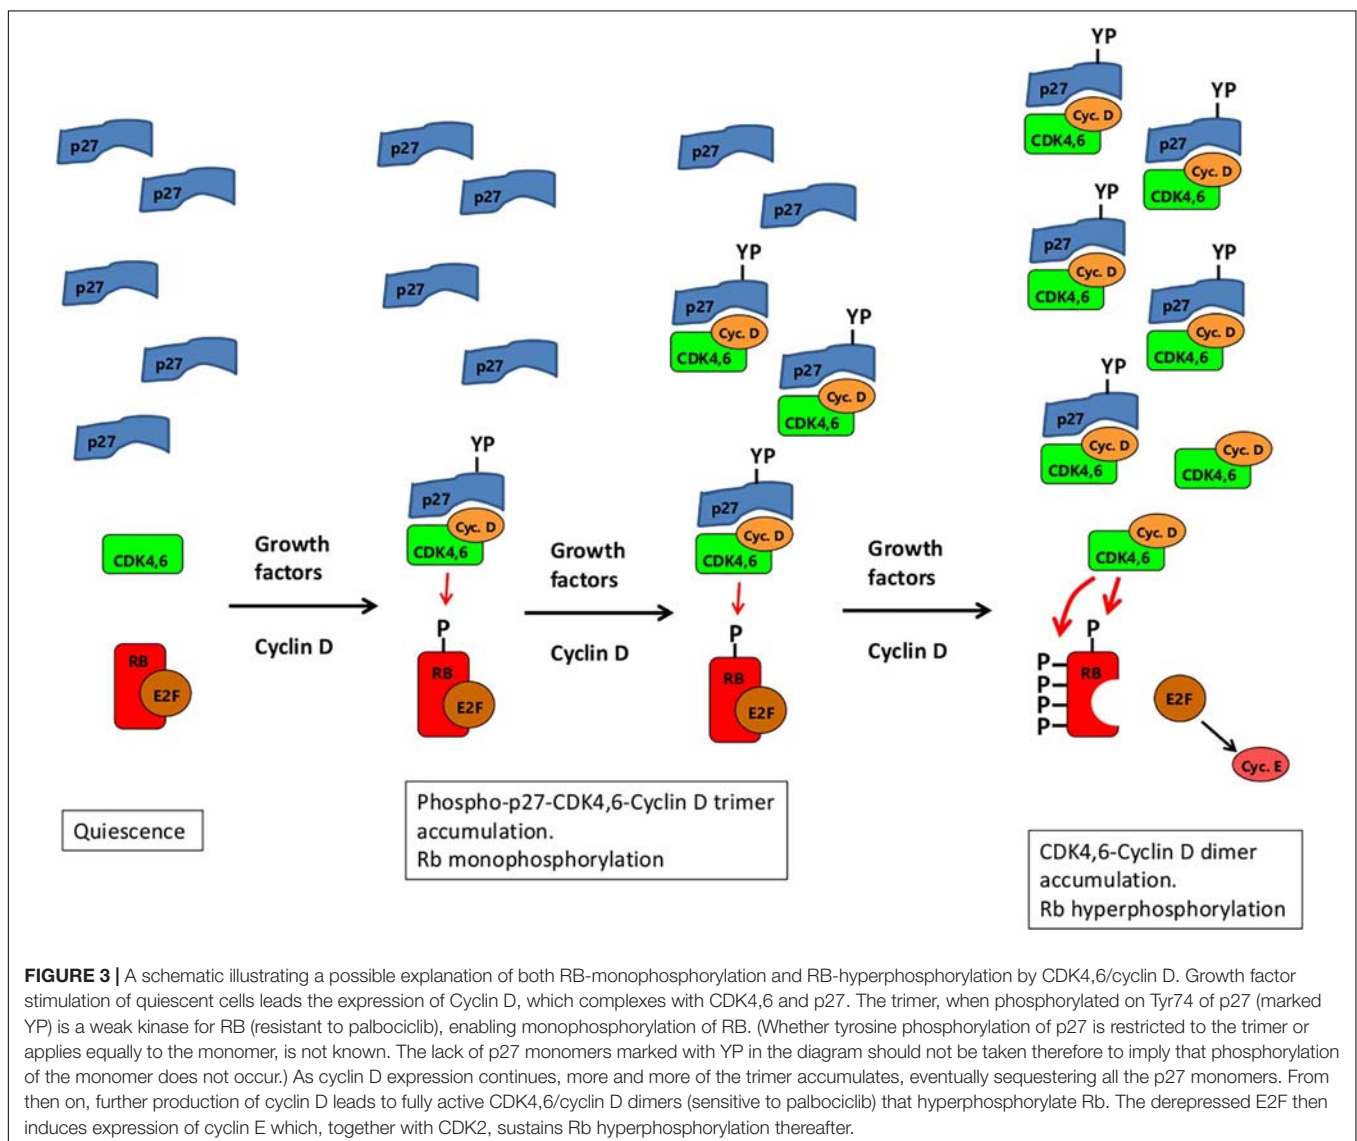 YP
p27
Cyc. D
CDK4,6
YP
p27
Cyc. D
CDK4,6
YP
p27
Cyc. D
CDK4,6
YP
p27
Cyc. D
CDK4,6
YP
p27
Cyc. D
CDK4,6
Cyc. D
CDK4,6
Cyc. D
CDK4,6
P
P
P
P
P
RB
E2F
Cyc. E
p27
p27
p27
p27
p27
CDK4,6
RB
E2F
Growth
factors
Cyclin D
p27
p27
p27
p27
YP
p27
Cyc. D
CDK4,6
P
RB
E2F
Growth
factors
Cyclin D
p27
p27
YP
p27
Cyc. D
CDK4,6
YP
p27
Cyc. D
CDK4,6
YP
p27
Cyc. D
CDK4,6
P
RB
E2F
Growth
factors
Cyclin D
Quiescence
Phospho-p27-CDK4,6-Cyclin D trimer
accumulation.
Rb monophosphorylation
CDK4,6-Cyclin D dimer
accumulation.
Rb hyperphosphorylation
FIGURE 3 | A schematic illustrating a possible explanation of both RB-monophosphorylation and RB-hyperphosphorylation by CDK4,6/cyclin D. Growth factor
stimulation of quiescent cells leads the expression of Cyclin D, which complexes with CDK4,6 and p27. The trimer, when phosphorylated on Tyr74 of p27 (marked
YP) is a weak kinase for RB (resistant to palbociclib), enabling monophosphorylation of RB. (Whether tyrosine phosphorylation of p27 is restricted to the trimer or
applies equally to the monomer, is not known. The lack of p27 monomers marked with YP in the diagram should not be taken therefore to imply that phosphorylation
of the monomer does not occur.) As cyclin D expression continues, more and more of the trimer accumulates, eventually sequestering all the p27 monomers. From
then on, further production of cyclin D leads to fully active CDK4,6/cyclin D dimers (sensitive to palbociclib) that hyperphosphorylate Rb. The derepressed E2F then
induces expression of cyclin E which, together with CDK2, sustains Rb hyperphosphorylation thereafter.